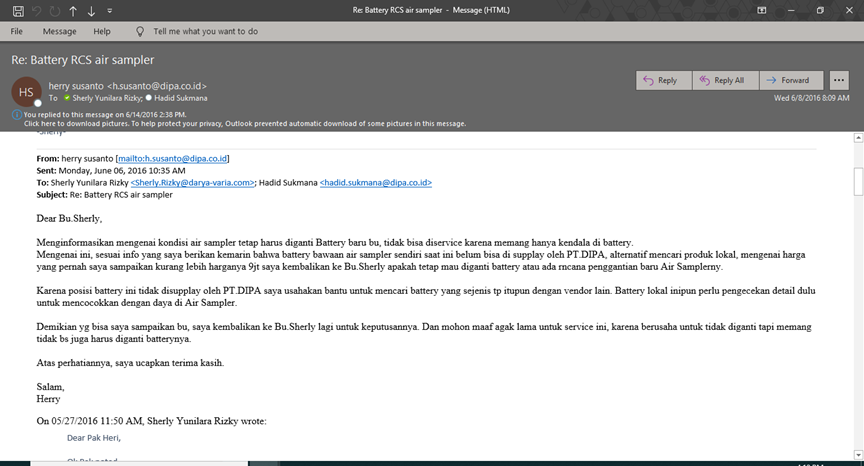 Re: Battery RCS air sampler - Message (HTML)
File Message Help Tell me what you want to do
Re: Battery RCS air sampler
HS
herry susanto <h.susanto@dipa.co.id>
To Sherly Yunilara Rizky; Hadid Sukmana
Reply Reply All Forward
Wed 6/8/2016 8:09 AM
You replied to this message on 6/14/2016 2:38 PM.
Click here to download pictures. To help protect your privacy, Outlook prevented automatic download of some pictures in this message.
-Sherly-
From: herry susanto [mailto:h.susanto@dipa.co.id]
Sent: Monday, June 06, 2016 10:35 AM
To: Sherly Yunilara Rizky <Sherly.Rizky@darya-varia.com>; Hadid Sukmana <hadid.sukmana@dipa.co.id>
Subject: Re: Battery RCS air sampler
Dear Bu.Sherly,
Menginformasikan mengenai kondisi air sampler tetap harus diganti Battery baru bu, tidak bisa diservice karena memang hanya kendala di battery.
Mengenai ini, sesuai info yang saya berikan kemarin bahwa battery bawaan air sampler sendiri saat ini belum bisa di supplay oleh PT.DIPA, alternatif mencari produk lokal, mengenai harga
yang pernah saya sampaikan kurang lebih harganya 9jt saya kembalikan ke Bu.Sherly apakah tetap mau diganti battery atau ada rncana penggantian baru Air Samplerny.
Karena posisi battery ini tidak disupplay oleh PT.DIPA saya usahakan bantu untuk mencari battery yang sejenis tp itupun dengan vendor lain. Battery lokal inipun perlu pengecekan detail dulu
untuk mencocokkan dengan daya di Air Sampler.
Demikian yg bisa saya sampaikan bu, saya kembalikan ke Bu.Sherly lagi untuk keputusannya. Dan mohon maaf agak lama untuk service ini, karena berusaha untuk tidak diganti tapi memang
tidak bs juga harus diganti batterynya.
Atas perhatiannya, saya ucapkan terima kasih.
Salam,
Herry
On 05/27/2016 11:50 AM, Sherly Yunilara Rizky wrote:
Dear Pak Heri,